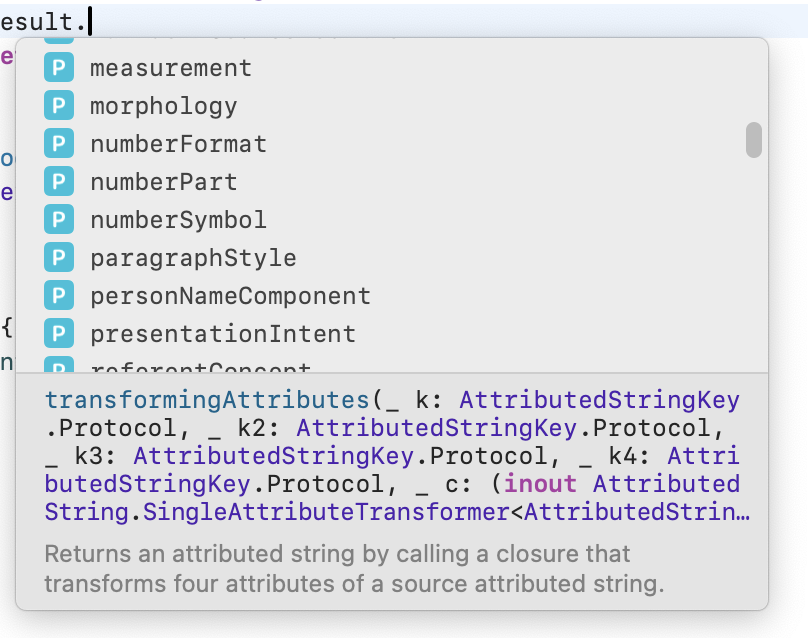 esult.
P measurement
P morphology
P numberFormat
P numberPart
P numberSymbol
P paragraphStyle
P personNameComponent
P presentationIntent
{
transformingAttributes(_ k: AttributedStringKey
.Protocol, _ k2: AttributedStringKey.Protocol,
_ k3: AttributedStringKey.Protocol, _ k4: Attri
butedStringKey.Protocol, _ c: (inout Attributed
String.SingleAttributeTransformer<AttributedStrin…
Returns an attributed string by calling a closure that
transforms four attributes of a source attributed string.